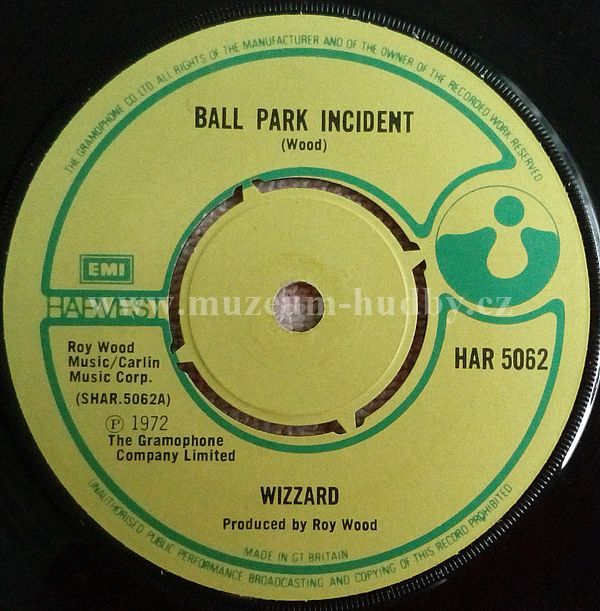 THE GRAMOPHONE CO LTD ALL RIGHTS OF THE MANUFACTURER AND OF THE OWNER OF THE RECORDED WORK RESERVED
BALL PARK INCIDENT
(Wood)
EMI
HARVEST
www.muzeum-hudby.cz
Roy Wood
Music/Carlin
Music Corp.
(SHAR.5062A)
HAR 5062
Ⓟ 1972
The Gramophone
Company Limited
WIZZARD
Produced by Roy Wood
MADE IN GT BRITAIN
UNAUTHORISED PUBLIC PERFORMANCE BROADCASTING AND COPYING OF THIS RECORD PROHIBITED